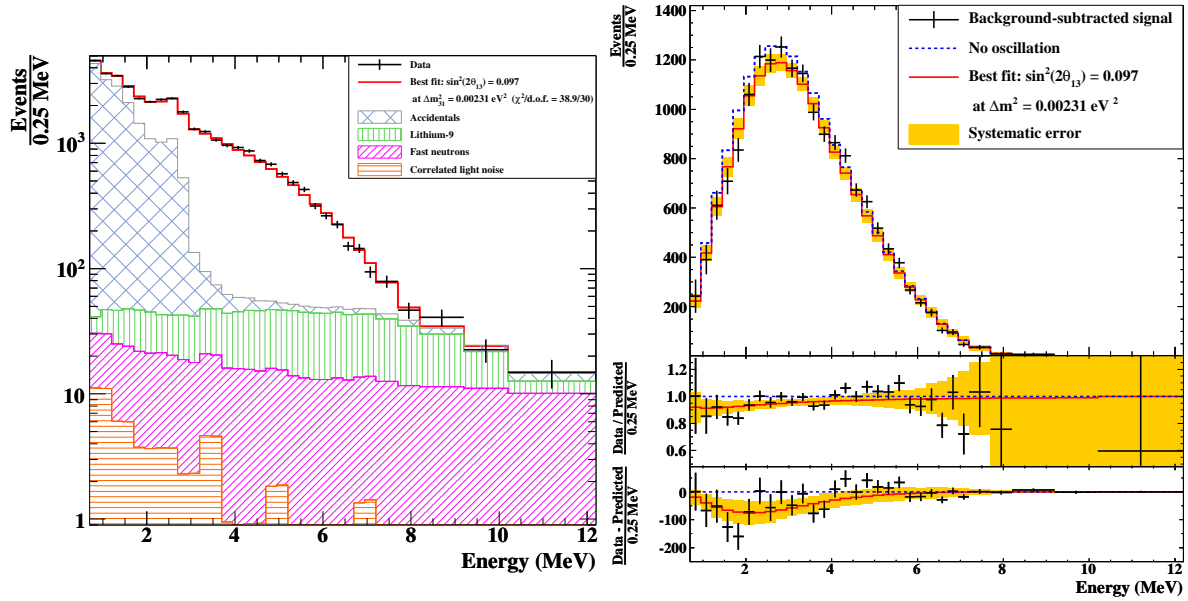 Events
0.25 MeV
10³
10²
10
1
Data
Best fit: sin²(2θ₁₃) = 0.097
at Δm²₃₁ = 0.00231 eV² (χ²/d.o.f. = 38.9/30)
Accidentals
Lithium-9
Fast neutrons
Correlated light noise
2 4 6 8 10 12
Energy (MeV)
Events
0.25 MeV
1400
1200
1000
800
600
400
200
Background-subtracted signal
No oscillation
Best fit: sin²(2θ₁₃) = 0.097
at Δm² = 0.00231 eV²
Systematic error
Data / Predicted
0.25 MeV
1.2
1.0
0.8
0.6
Data - Predicted
0.25 MeV
0
-100
-200
2 4 6 8 10 12
Energy (MeV)